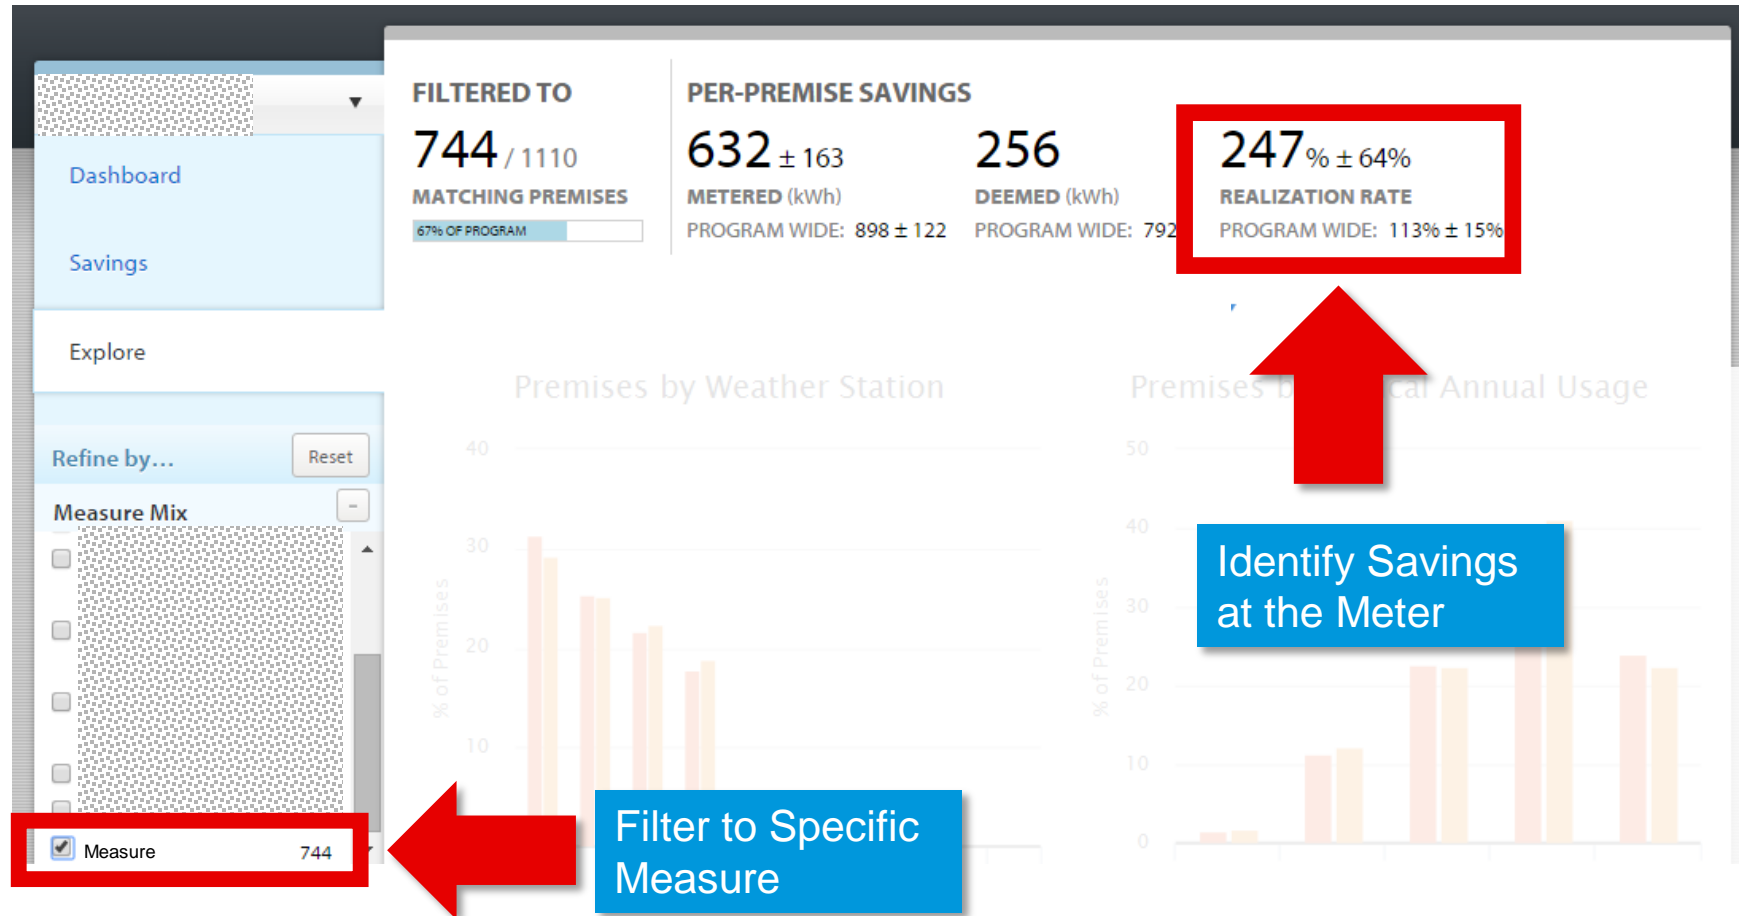 FILTERED TO
744 / 1110
MATCHING PREMISES
67% OF PROGRAM
PER-PREMISE SAVINGS
632 ± 163
METERED (kWh)
PROGRAM WIDE: 898 ± 122
256
DEEMED (kWh)
PROGRAM WIDE: 792
247% ± 64%
REALIZATION RATE
PROGRAM WIDE: 113% ± 15%
Dashboard
Savings
Explore
Refine by...
Reset
Measure Mix
-
Measure 744
Premises by Weather Station
40
30
20
10
% of Premises
Filter to Specific
Measure
Premises
Annual Usage
50
40
30
20
10
0
% of Premises
Identify Savings
at the Meter